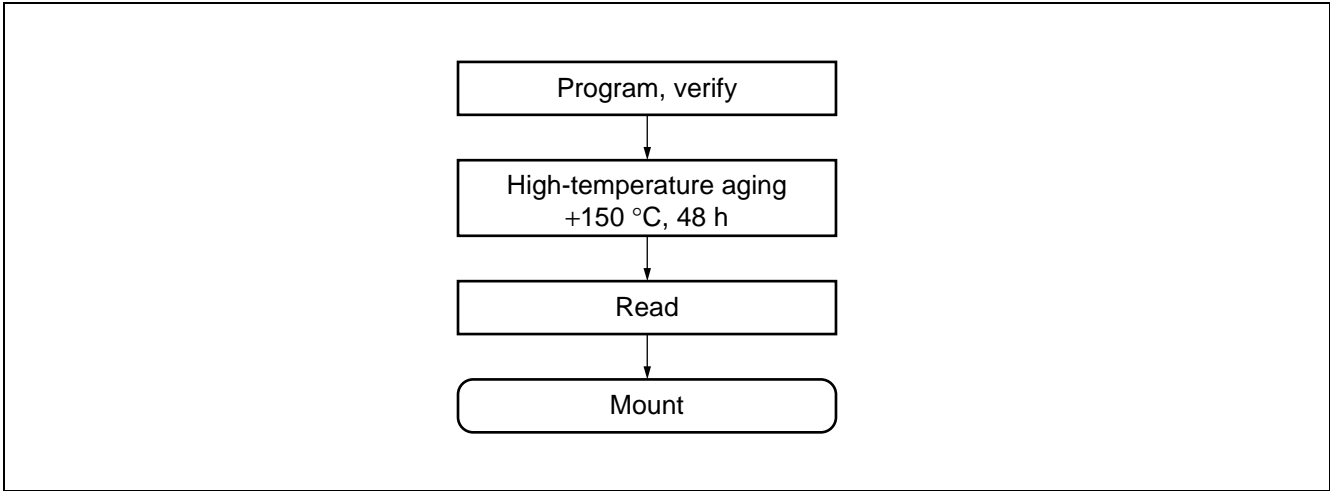 Program, verify
High-temperature aging
+150 °C, 48 h
Read
Mount